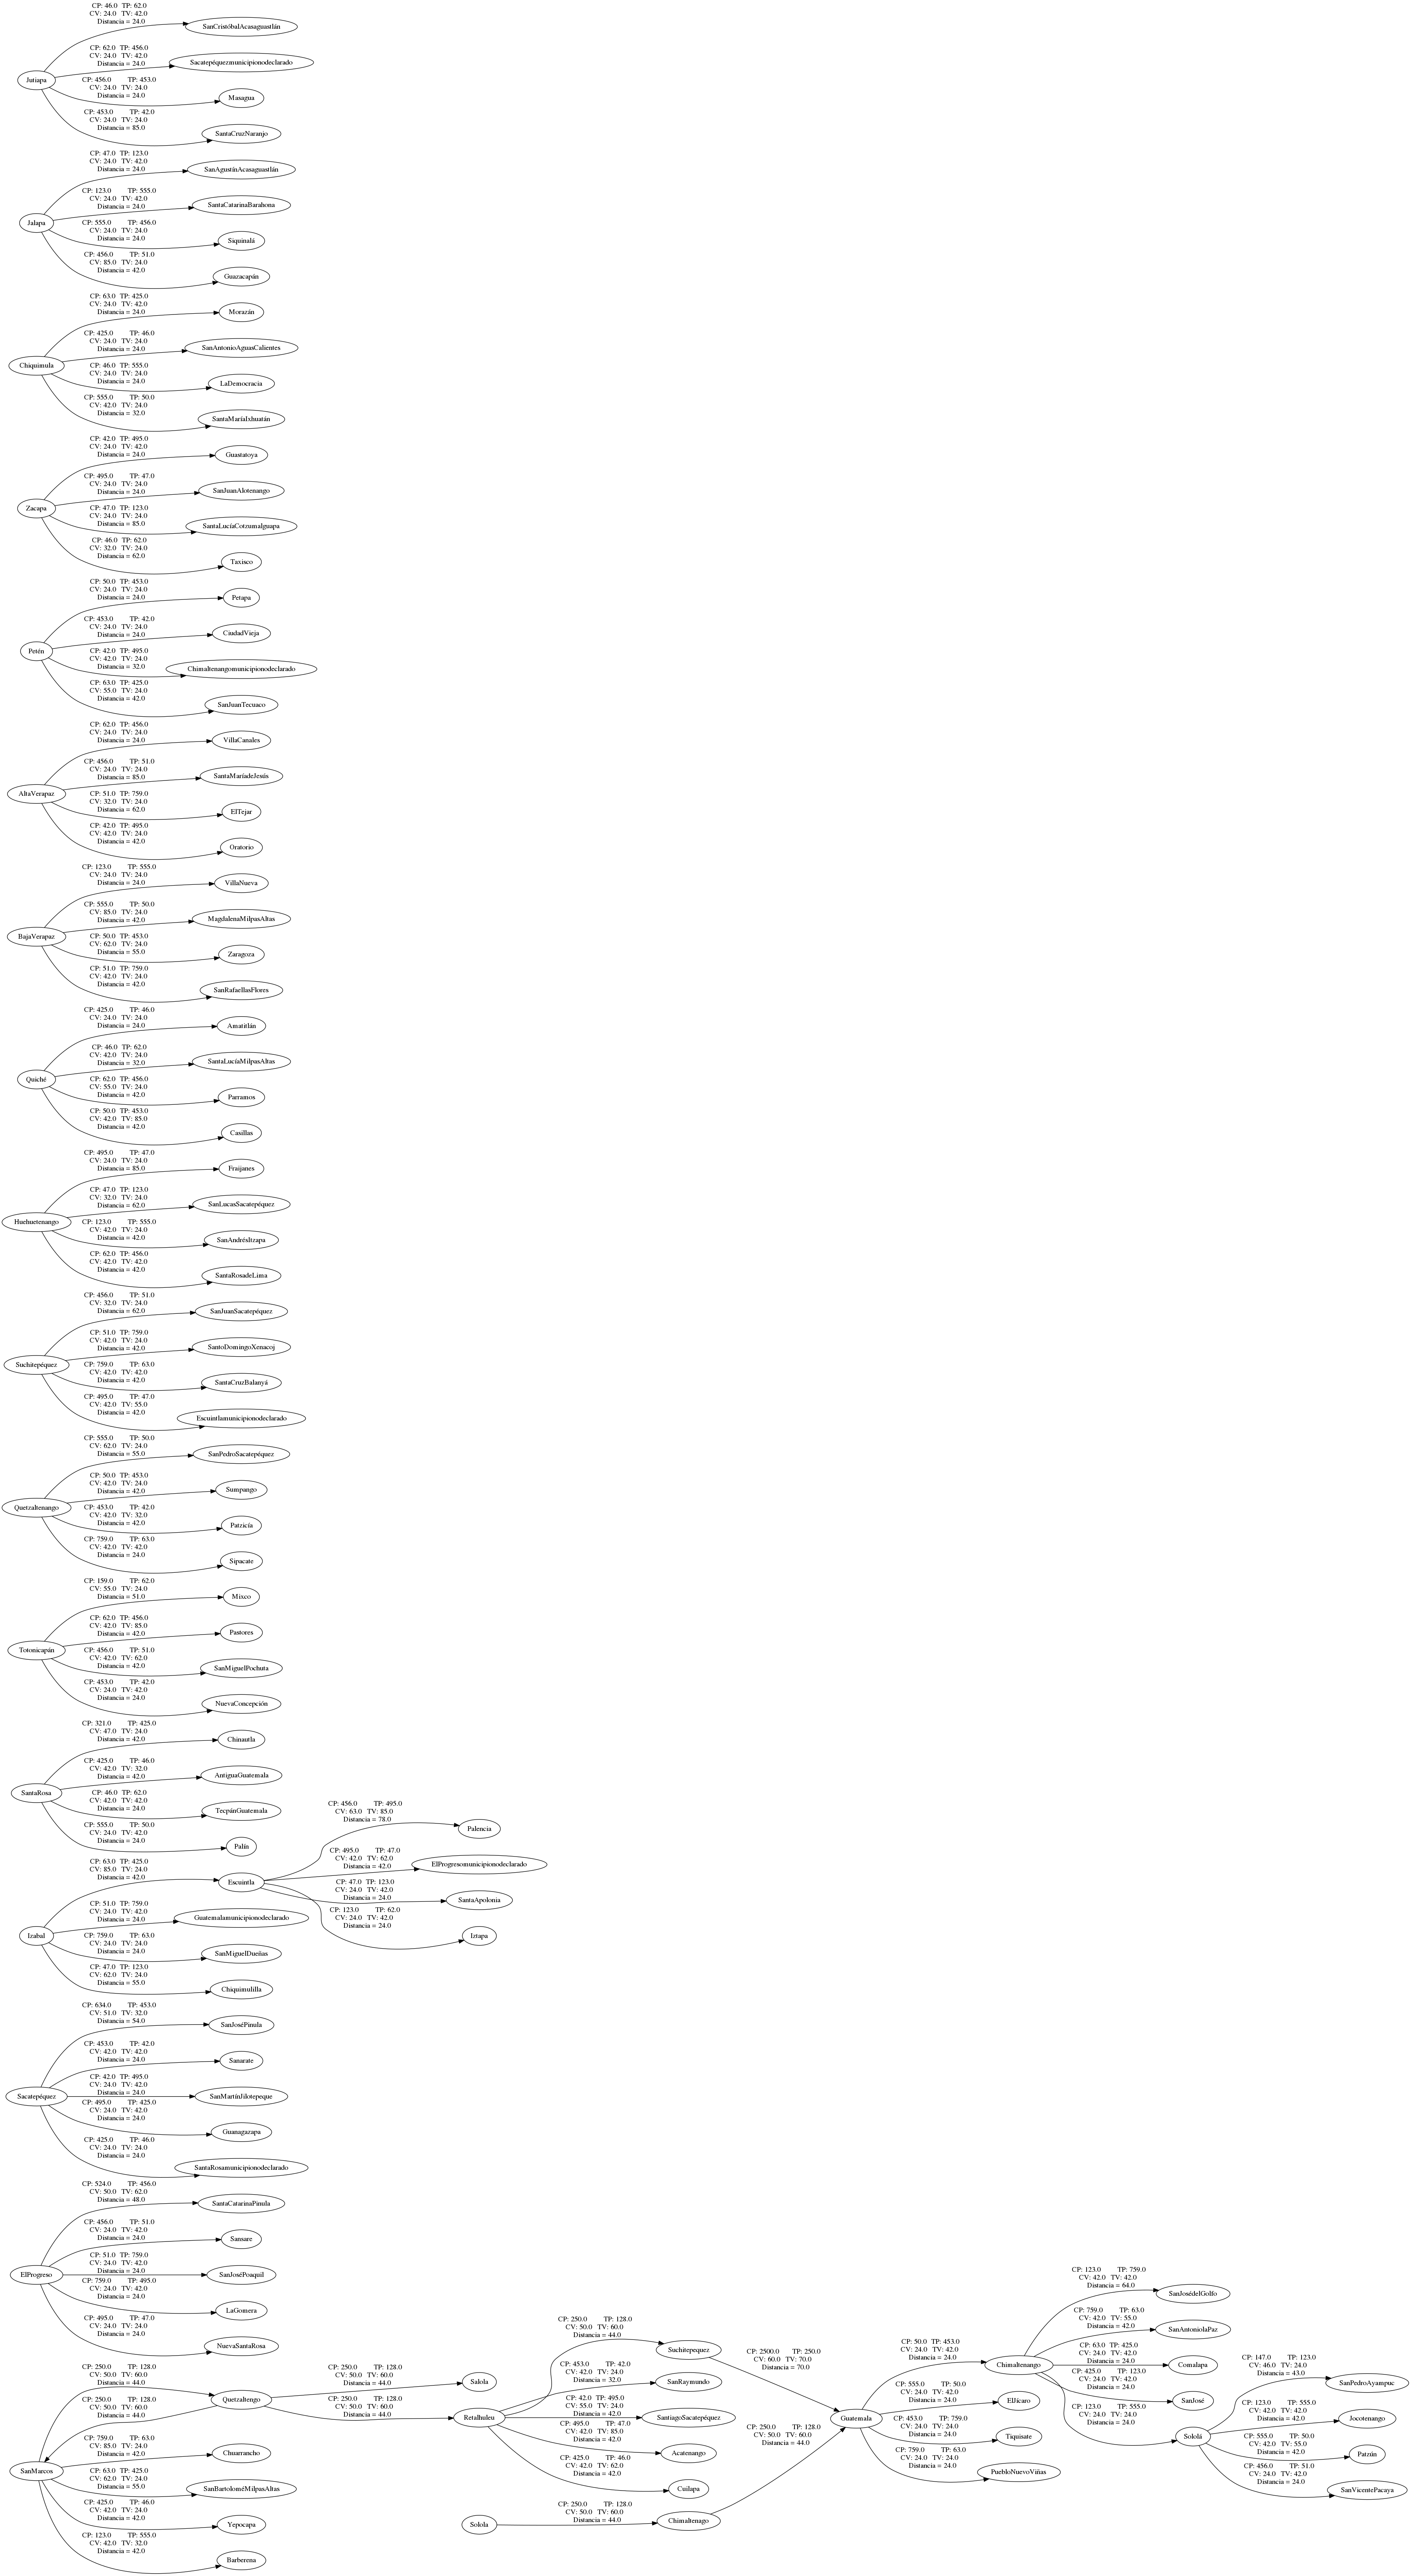 Jutiapa
CP: 46.0 TP: 62.0
CV: 24.0 TV: 42.0
Distancia = 24.0
SanCristóbalAcasaguastlán
CP: 62.0 TP: 456.0
CV: 24.0 TV: 42.0
Distancia = 24.0
Sacatepéquezmunicipionodeclarado
CP: 456.0 TP: 453.0
CV: 24.0 TV: 24.0
Distancia = 24.0
Masagua
CP: 453.0 TP: 42.0
CV: 24.0 TV: 24.0
Distancia = 85.0
SantaCruzNaranjo
Jalapa
CP: 47.0 TP: 123.0
CV: 24.0 TV: 42.0
Distancia = 24.0
SanAgustínAcasaguastlán
CP: 123.0 TP: 555.0
CV: 24.0 TV: 42.0
Distancia = 24.0
SantaCatarinaBarahona
CP: 555.0 TP: 456.0
CV: 24.0 TV: 24.0
Distancia = 24.0
Siquinalá
CP: 456.0 TP: 51.0
CV: 85.0 TV: 24.0
Distancia = 42.0
Guazacapán
Chiquimula
CP: 63.0 TP: 425.0
CV: 24.0 TV: 42.0
Distancia = 24.0
Morazán
CP: 425.0 TP: 46.0
CV: 24.0 TV: 24.0
Distancia = 24.0
SanAntonioAguasCalientes
CP: 46.0 TP: 555.0
CV: 24.0 TV: 24.0
Distancia = 24.0
LaDemocracia
CP: 555.0 TP: 50.0
CV: 42.0 TV: 24.0
Distancia = 32.0
SantaMaríaIxhuatán
Zacapa
CP: 42.0 TP: 495.0
CV: 24.0 TV: 42.0
Distancia = 24.0
Guastatoya
CP: 495.0 TP: 47.0
CV: 24.0 TV: 24.0
Distancia = 24.0
SanJuanAlotenango
CP: 47.0 TP: 123.0
CV: 24.0 TV: 24.0
Distancia = 85.0
SantaLucíaCotzumalguapa
CP: 46.0 TP: 62.0
CV: 32.0 TV: 24.0
Distancia = 62.0
Taxisco
Petén
CP: 50.0 TP: 453.0
CV: 24.0 TV: 24.0
Distancia = 24.0
Petapa
CP: 453.0 TP: 42.0
CV: 24.0 TV: 24.0
Distancia = 24.0
CiudadVieja
CP: 42.0 TP: 495.0
CV: 42.0 TV: 24.0
Distancia = 32.0
Chimaltenangomunicipionodeclarado
CP: 63.0 TP: 425.0
CV: 55.0 TV: 24.0
Distancia = 42.0
SanJuanTecuaco
AltaVerapaz
CP: 62.0 TP: 456.0
CV: 24.0 TV: 24.0
Distancia = 24.0
VillaCanales
CP: 456.0 TP: 51.0
CV: 24.0 TV: 24.0
Distancia = 85.0
SantaMaríadeJesús
CP: 51.0 TP: 759.0
CV: 32.0 TV: 24.0
Distancia = 62.0
ElTejar
CP: 42.0 TP: 495.0
CV: 42.0 TV: 24.0
Distancia = 42.0
Oratorio
BajaVerapaz
CP: 123.0 TP: 555.0
CV: 24.0 TV: 24.0
Distancia = 24.0
VillaNueva
CP: 555.0 TP: 50.0
CV: 85.0 TV: 24.0
Distancia = 42.0
MagdalenaMilpasAltas
CP: 50.0 TP: 453.0
CV: 62.0 TV: 24.0
Distancia = 55.0
Zaragoza
CP: 51.0 TP: 759.0
CV: 42.0 TV: 24.0
Distancia = 42.0
SanRafaellasFlores
Quiché
CP: 425.0 TP: 46.0
CV: 24.0 TV: 24.0
Distancia = 24.0
Amatitlán
CP: 46.0 TP: 62.0
CV: 42.0 TV: 24.0
Distancia = 32.0
SantaLucíaMilpasAltas
CP: 62.0 TP: 456.0
CV: 55.0 TV: 24.0
Distancia = 42.0
Parramos
CP: 50.0 TP: 453.0
CV: 42.0 TV: 85.0
Distancia = 42.0
Casillas
Huehuetenango
CP: 495.0 TP: 47.0
CV: 24.0 TV: 24.0
Distancia = 85.0
Fraijanes
CP: 47.0 TP: 123.0
CV: 32.0 TV: 24.0
Distancia = 62.0
SanLucasSacatepéquez
CP: 123.0 TP: 555.0
CV: 42.0 TV: 24.0
Distancia = 42.0
SanAndrésItzapa
CP: 62.0 TP: 456.0
CV: 42.0 TV: 42.0
Distancia = 42.0
SantaRosadeLima
Suchitepéquez
CP: 456.0 TP: 51.0
CV: 32.0 TV: 24.0
Distancia = 62.0
SanJuanSacatepéquez
CP: 51.0 TP: 759.0
CV: 42.0 TV: 24.0
Distancia = 42.0
SantoDomingoXenacoj
CP: 759.0 TP: 63.0
CV: 42.0 TV: 42.0
Distancia = 42.0
SantaCruzBalanyá
CP: 495.0 TP: 47.0
CV: 42.0 TV: 55.0
Distancia = 42.0
Escuintlamunicipionodeclarado
Quetzaltenango
CP: 555.0 TP: 50.0
CV: 62.0 TV: 24.0
Distancia = 55.0
SanPedroSacatepéquez
CP: 50.0 TP: 453.0
CV: 42.0 TV: 24.0
Distancia = 42.0
Sumpango
CP: 453.0 TP: 42.0
CV: 42.0 TV: 32.0
Distancia = 42.0
Patzicía
CP: 759.0 TP: 63.0
CV: 42.0 TV: 42.0
Distancia = 24.0
Sipacate
Totonicapán
CP: 159.0 TP: 62.0
CV: 55.0 TV: 24.0
Distancia = 51.0
Mixco
CP: 62.0 TP: 456.0
CV: 42.0 TV: 85.0
Distancia = 42.0
Pastores
CP: 456.0 TP: 51.0
CV: 42.0 TV: 62.0
Distancia = 42.0
SanMiguelPochuta
CP: 453.0 TP: 42.0
CV: 24.0 TV: 42.0
Distancia = 24.0
NuevaConcepción
SantaRosa
CP: 321.0 TP: 425.0
CV: 47.0 TV: 24.0
Distancia = 42.0
Chinautla
CP: 425.0 TP: 46.0
CV: 42.0 TV: 32.0
Distancia = 42.0
AntiguaGuatemala
CP: 46.0 TP: 62.0
CV: 42.0 TV: 42.0
Distancia = 24.0
TecpánGuatemala
CP: 555.0 TP: 50.0
CV: 24.0 TV: 42.0
Distancia = 24.0
Palín
Izabal
CP: 63.0 TP: 425.0
CV: 85.0 TV: 24.0
Distancia = 42.0
Escuintla
CP: 456.0 TP: 495.0
CV: 63.0 TV: 85.0
Distancia = 78.0
Palencia
CP: 495.0 TP: 47.0
CV: 42.0 TV: 62.0
Distancia = 42.0
ElProgresomunicipionodeclarado
CP: 47.0 TP: 123.0
CV: 24.0 TV: 42.0
Distancia = 24.0
SantaApolonia
CP: 123.0 TP: 62.0
CV: 24.0 TV: 42.0
Distancia = 24.0
Iztapa
CP: 51.0 TP: 759.0
CV: 24.0 TV: 42.0
Distancia = 24.0
Guatemalamunicipionodeclarado
CP: 759.0 TP: 63.0
CV: 24.0 TV: 24.0
Distancia = 24.0
SanMiguelDueñas
CP: 47.0 TP: 123.0
CV: 62.0 TV: 24.0
Distancia = 55.0
Chiquimulilla
Sacatepéquez
CP: 634.0 TP: 453.0
CV: 51.0 TV: 32.0
Distancia = 54.0
SanJoséPinula
CP: 453.0 TP: 42.0
CV: 42.0 TV: 42.0
Distancia = 24.0
Sanarate
CP: 42.0 TP: 495.0
CV: 24.0 TV: 42.0
Distancia = 24.0
SanMartínJilotepeque
CP: 495.0 TP: 425.0
CV: 24.0 TV: 42.0
Distancia = 24.0
Guanagazapa
CP: 425.0 TP: 46.0
CV: 24.0 TV: 24.0
Distancia = 24.0
SantaRosamunicipionodeclarado
ElProgreso
CP: 524.0 TP: 456.0
CV: 50.0 TV: 62.0
Distancia = 48.0
SantaCatarinaPinula
CP: 456.0 TP: 51.0
CV: 24.0 TV: 42.0
Distancia = 24.0
Sansare
CP: 51.0 TP: 759.0
CV: 24.0 TV: 42.0
Distancia = 24.0
SanJoséPoaquil
CP: 759.0 TP: 495.0
CV: 24.0 TV: 42.0
Distancia = 24.0
LaGomera
CP: 495.0 TP: 47.0
CV: 24.0 TV: 24.0
Distancia = 24.0
NuevaSantaRosa
SanMarcos
CP: 250.0 TP: 128.0
CV: 50.0 TV: 60.0
Distancia = 44.0
Quetzaltengo
CP: 250.0 TP: 128.0
CV: 50.0 TV: 60.0
Distancia = 44.0
CP: 759.0 TP: 63.0
CV: 85.0 TV: 24.0
Distancia = 42.0
Chuarrancho
CP: 63.0 TP: 425.0
CV: 62.0 TV: 24.0
Distancia = 55.0
SanBartoloméMilpasAltas
CP: 425.0 TP: 46.0
CV: 42.0 TV: 24.0
Distancia = 42.0
Yepocapa
CP: 123.0 TP: 555.0
CV: 42.0 TV: 32.0
Distancia = 42.0
Barberena
CP: 250.0 TP: 128.0
CV: 50.0 TV: 60.0
Distancia = 44.0
Salola
CP: 250.0 TP: 128.0
CV: 50.0 TV: 60.0
Distancia = 44.0
Retalhuleu
CP: 250.0 TP: 128.0
CV: 50.0 TV: 60.0
Distancia = 44.0
Suchitepequez
CP: 453.0 TP: 42.0
CV: 42.0 TV: 24.0
Distancia = 32.0
SanRaymundo
CP: 42.0 TP: 495.0
CV: 55.0 TV: 24.0
Distancia = 42.0
SantiagoSacatepéquez
CP: 495.0 TP: 47.0
CV: 42.0 TV: 85.0
Distancia = 42.0
Acatenango
CP: 425.0 TP: 46.0
CV: 42.0 TV: 62.0
Distancia = 42.0
Cuilapa
Solola
CP: 250.0 TP: 128.0
CV: 50.0 TV: 60.0
Distancia = 44.0
Chimaltenago
CP: 2500.0 TP: 250.0
CV: 60.0 TV: 70.0
Distancia = 70.0
CP: 250.0 TP: 128.0
CV: 50.0 TV: 60.0
Distancia = 44.0
Guatemala
CP: 50.0 TP: 453.0
CV: 24.0 TV: 42.0
Distancia = 24.0
Chimaltenango
CP: 555.0 TP: 50.0
CV: 24.0 TV: 42.0
Distancia = 24.0
ElJícaro
CP: 453.0 TP: 759.0
CV: 24.0 TV: 24.0
Distancia = 24.0
Tiquisate
CP: 759.0 TP: 63.0
CV: 24.0 TV: 24.0
Distancia = 24.0
PuebloNuevoViñas
CP: 123.0 TP: 759.0
CV: 42.0 TV: 42.0
Distancia = 64.0
SanJosédelGolfo
CP: 759.0 TP: 63.0
CV: 42.0 TV: 55.0
Distancia = 42.0
SanAntoniolaPaz
CP: 63.0 TP: 425.0
CV: 24.0 TV: 42.0
Distancia = 24.0
Comalapa
CP: 425.0 TP: 123.0
CV: 24.0 TV: 42.0
Distancia = 24.0
SanJosé
CP: 123.0 TP: 555.0
CV: 24.0 TV: 24.0
Distancia = 24.0
Sololá
CP: 147.0 TP: 123.0
CV: 46.0 TV: 24.0
Distancia = 43.0
SanPedroAyampuc
CP: 123.0 TP: 555.0
CV: 42.0 TV: 42.0
Distancia = 42.0
Jocotenango
CP: 555.0 TP: 50.0
CV: 42.0 TV: 55.0
Distancia = 42.0
Patzún
CP: 456.0 TP: 51.0
CV: 24.0 TV: 42.0
Distancia = 24.0
SanVicentePacaya